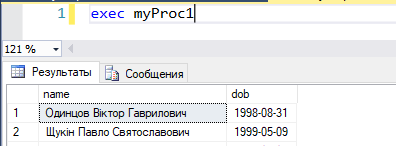 1 exec myProc1
121 %
Результаты Сообщения
name dob
1 Одинцов Віктор Гаврилович 1998-08-31
2 Щукін Павло Святославович 1999-05-09